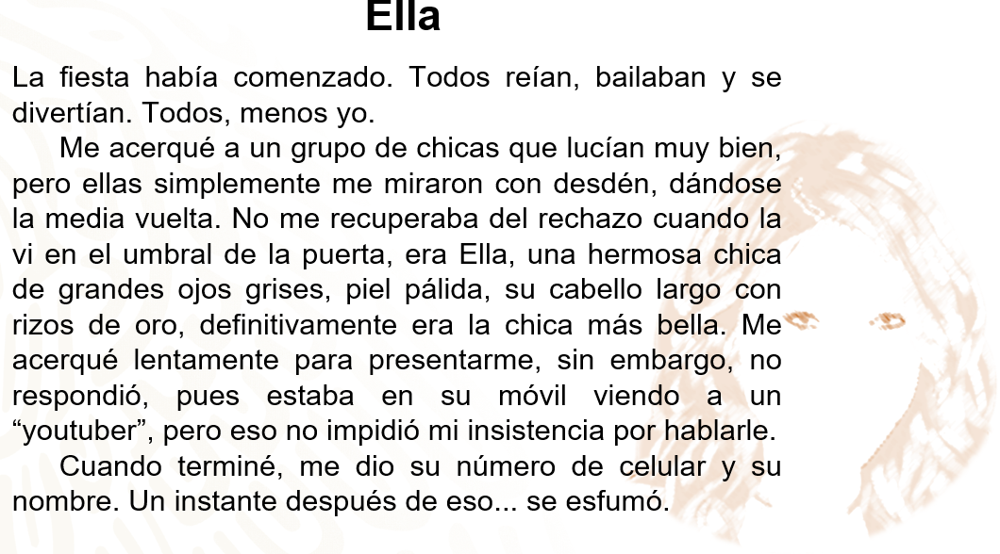 Ella
La fiesta había comenzado. Todos reían, bailaban y se
divertían. Todos, menos yo.
Me acerqué a un grupo de chicas que lucían muy bien,
pero ellas simplemente me miraron con desdén, dándose
la media vuelta. No me recuperaba del rechazo cuando la
vi en el umbral de la puerta, era Ella, una hermosa chica
de grandes ojos grises, piel pálida, su cabello largo con
rizos de oro, definitivamente era la chica más bella. Me
acerqué lentamente para presentarme, sin embargo, no
respondió, pues estaba en su móvil viendo a un
“youtuber”, pero eso no impidió mi insistencia por hablarle.
Cuando terminé, me dio su número de celular y su
nombre. Un instante después de eso... se esfumó.